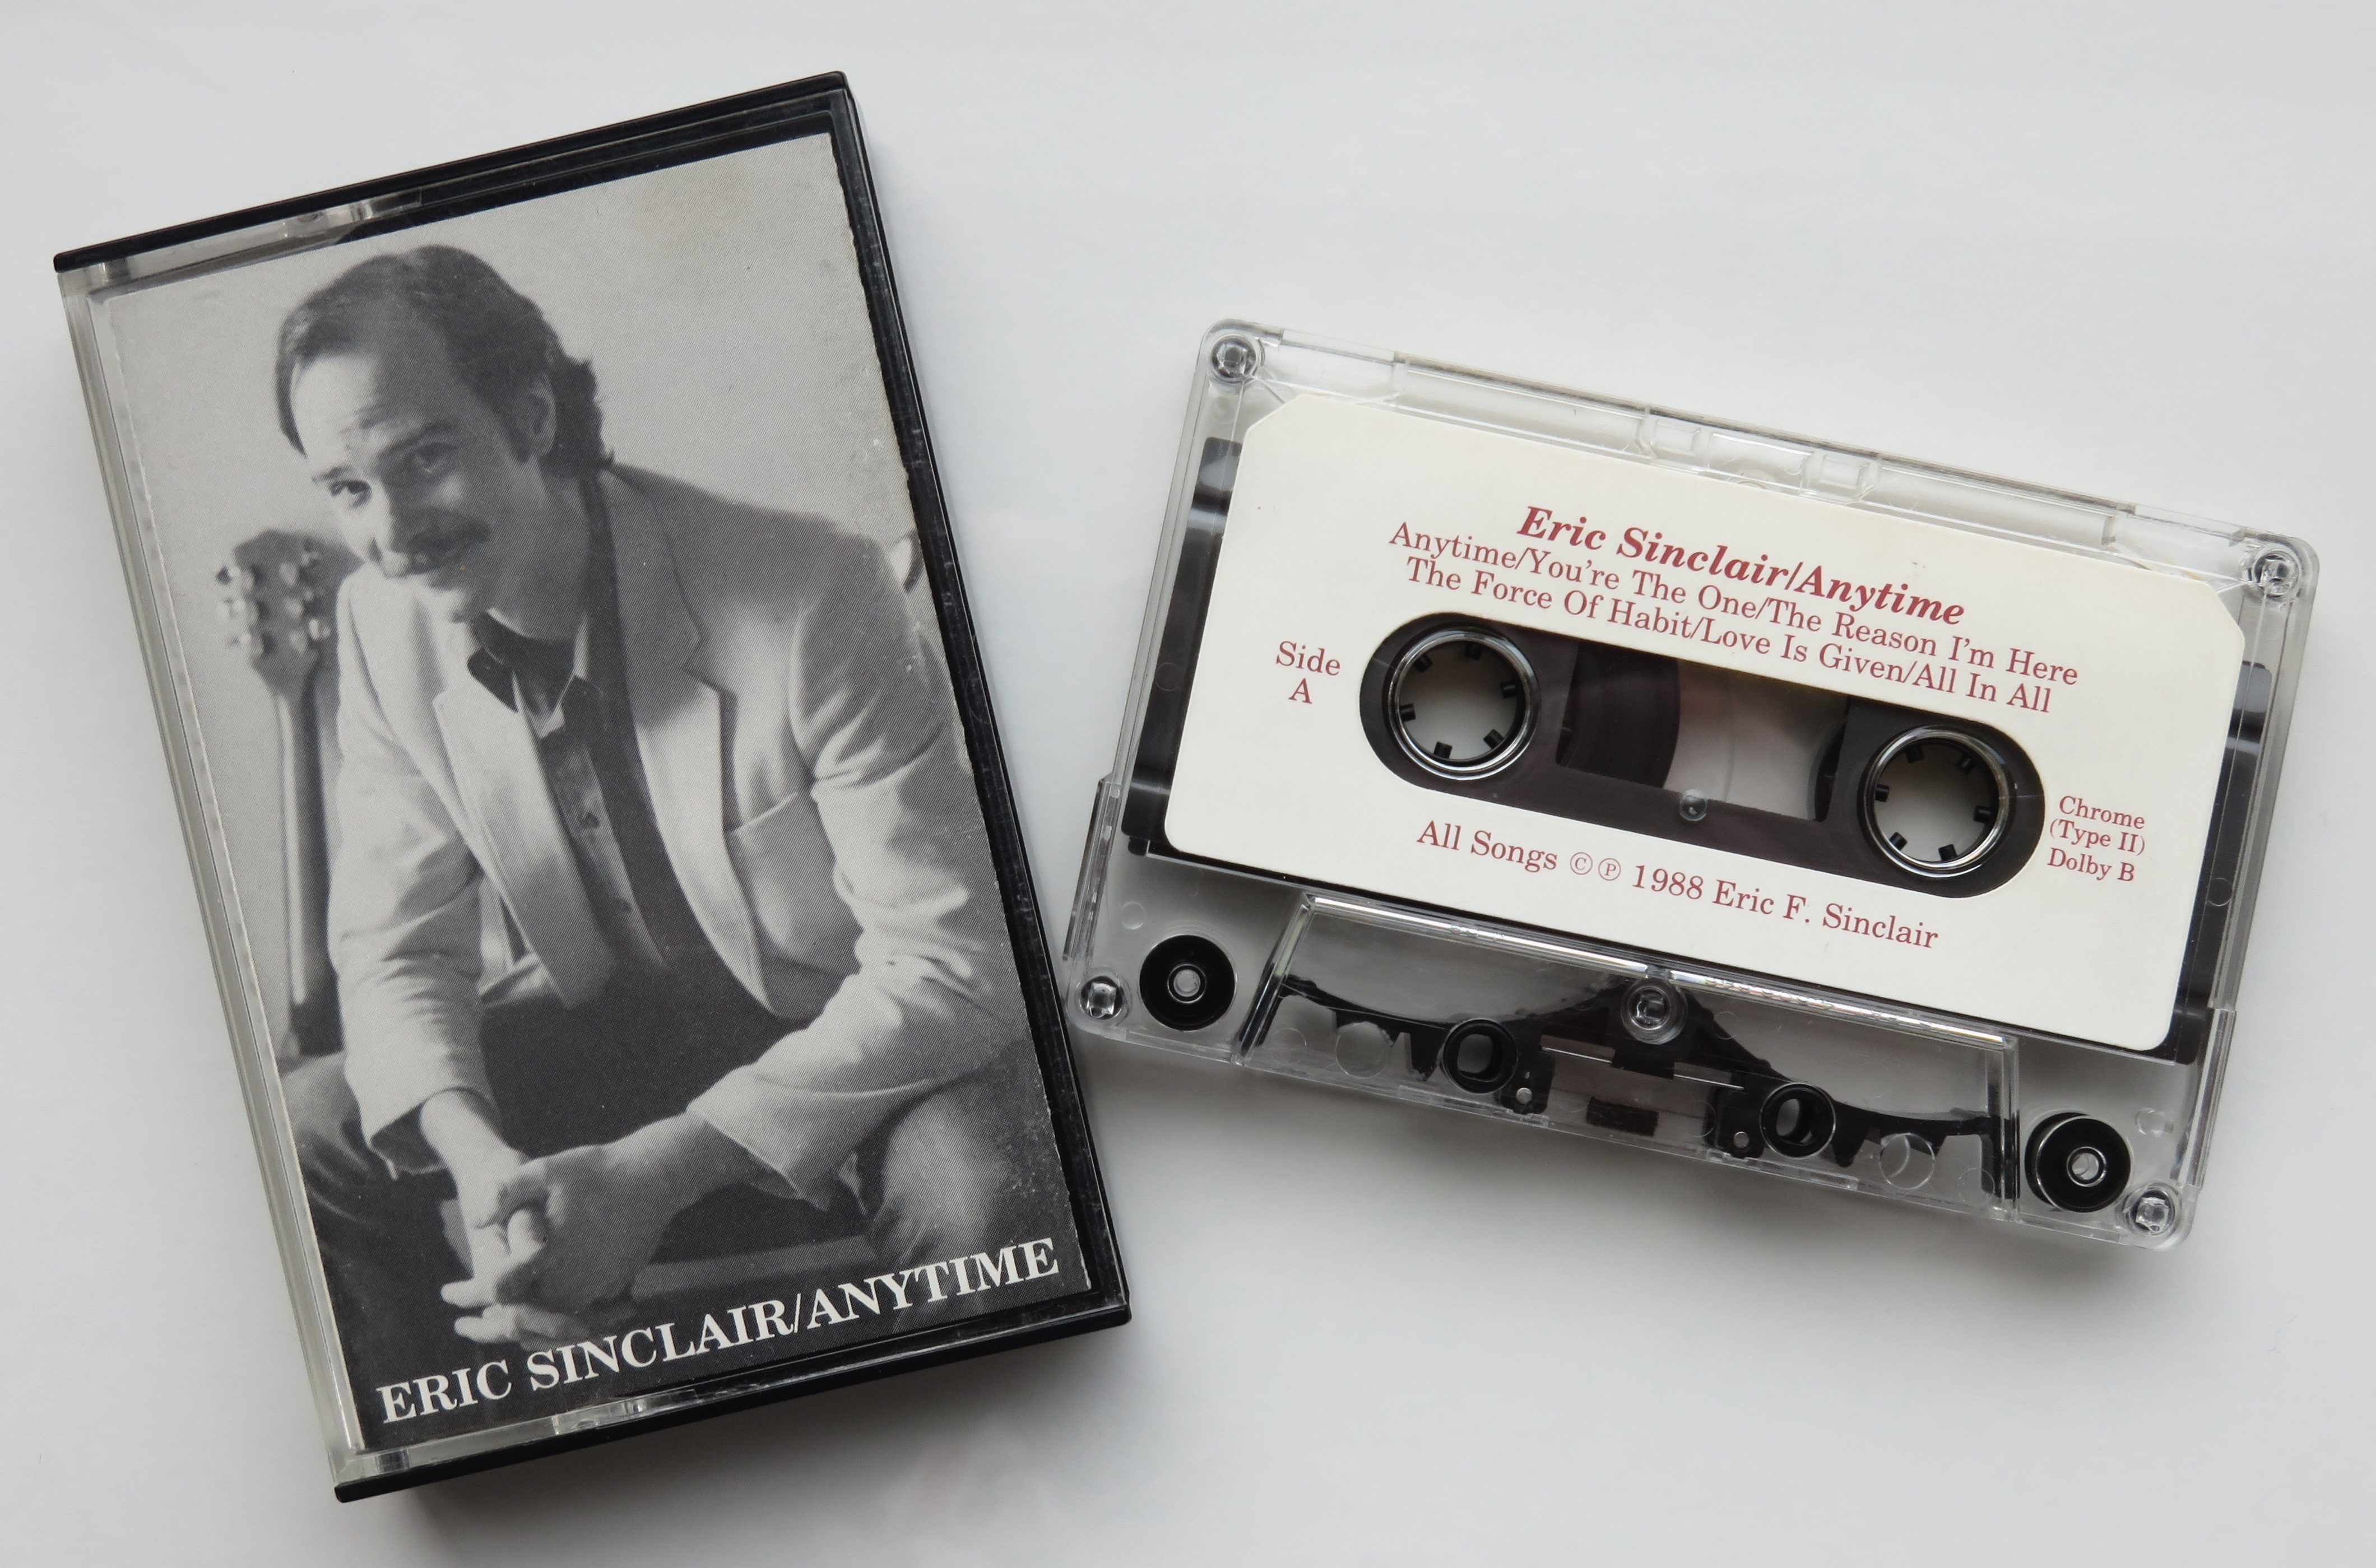 ERIC SINCLAIR/ANYTIME
Eric Sinclair/Anytime
Anytime/You're The One/The Reason I'm Here
The Force Of Habit/Love Is Given/All In All
Side
A
Chrome
(Type II)
Dolby B
All Songs ©℗ 1988 Eric F. Sinclair